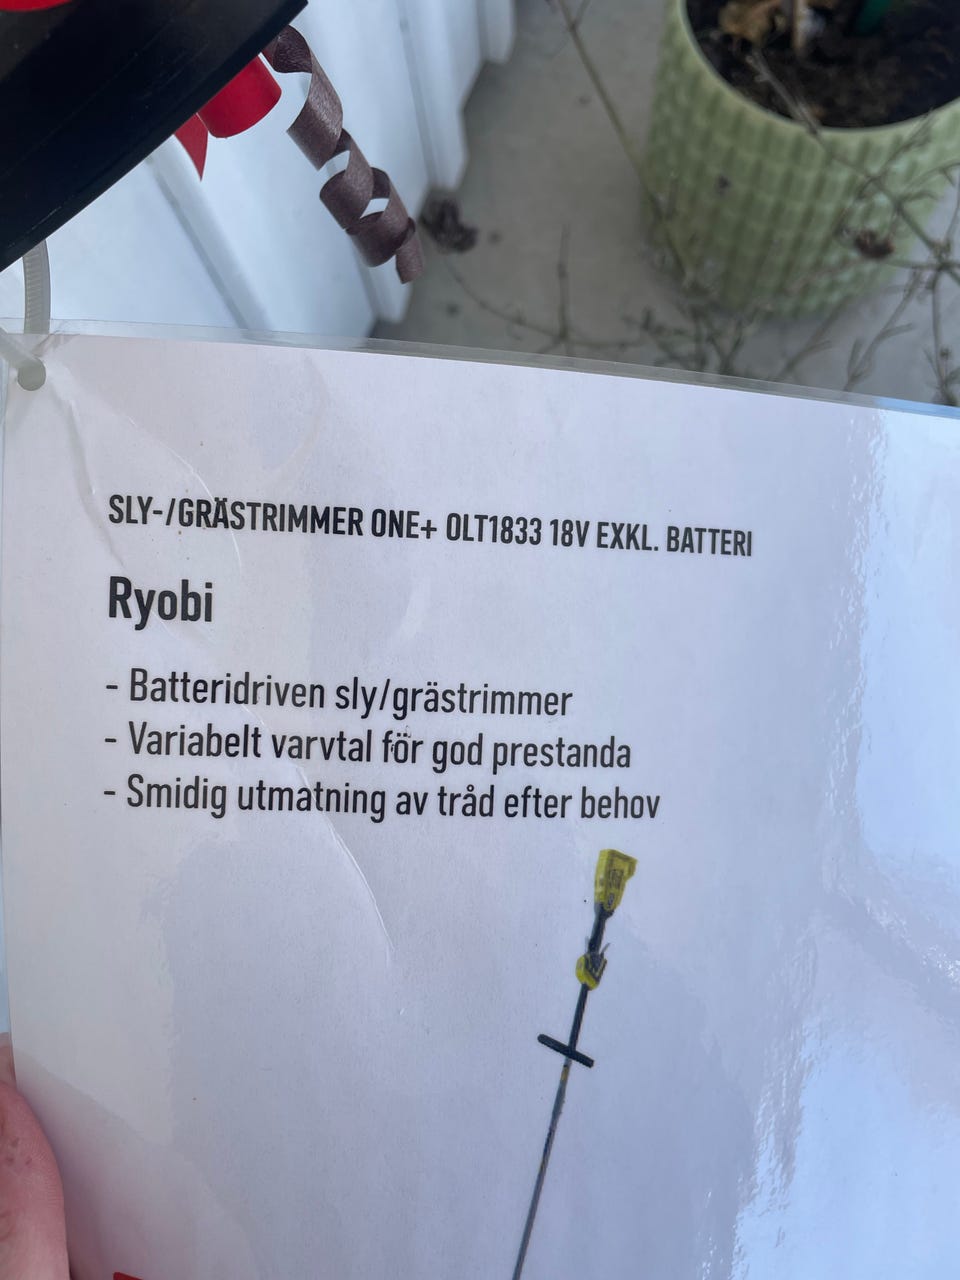 SLY-/GRÄSTRIMMER ONE+ OLT1833 18V EXKL. BATTERI
Ryobi
- Batteridriven sly/grästrimmer
- Variabelt varvtal för god prestanda
- Smidig utmatning av tråd efter behov